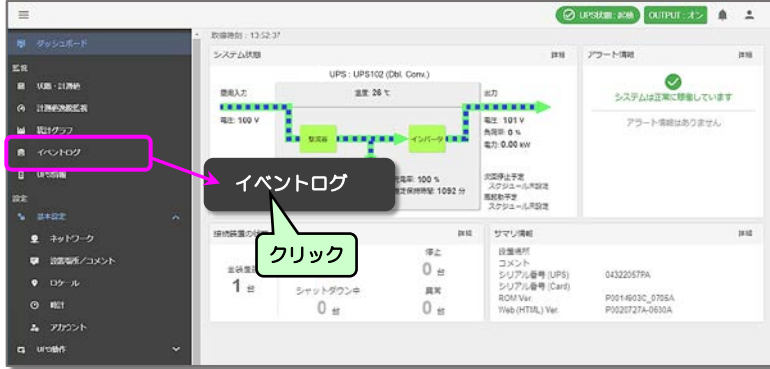 UPS状態：起動
OUTPUT：オン
ダッシュボード
監視
状態・計測値
計測値波形監視
統計グラフ
イベントログ
UPS情報
設定
基本設定
ネットワーク
設置場所/コメント
ロケール
時計
アカウント
UPS動作
取得時刻：13:52:37
システム状態
詳細
UPS : UPS102 (Dbl. Conv.)
商用入力
温度: 26 ℃
出力
電圧: 100 V
電圧: 101 V
負荷率: 0 %
電力: 0.00 kW
整流器
インバータ
充電率: 100 %
推定保持時間: 1092 分
次回停止予定
スケジュール未設定
再起動予定
スケジュール未設定
アラート情報
詳細
システムは正常に稼働しています
アラート情報はありません
イベントログ
クリック
接続装置の状
詳細
全装置
1 台
停止
0 台
シャットダウン中
0 台
異常
0 台
サマリ情報
詳細
設置場所
コメント
シリアル番号 (UPS)
04322057PA
シリアル番号 (Card)
ROM Ver.
P0014903C_0706A
Web (HTML) Ver.
P0020727A-0630A